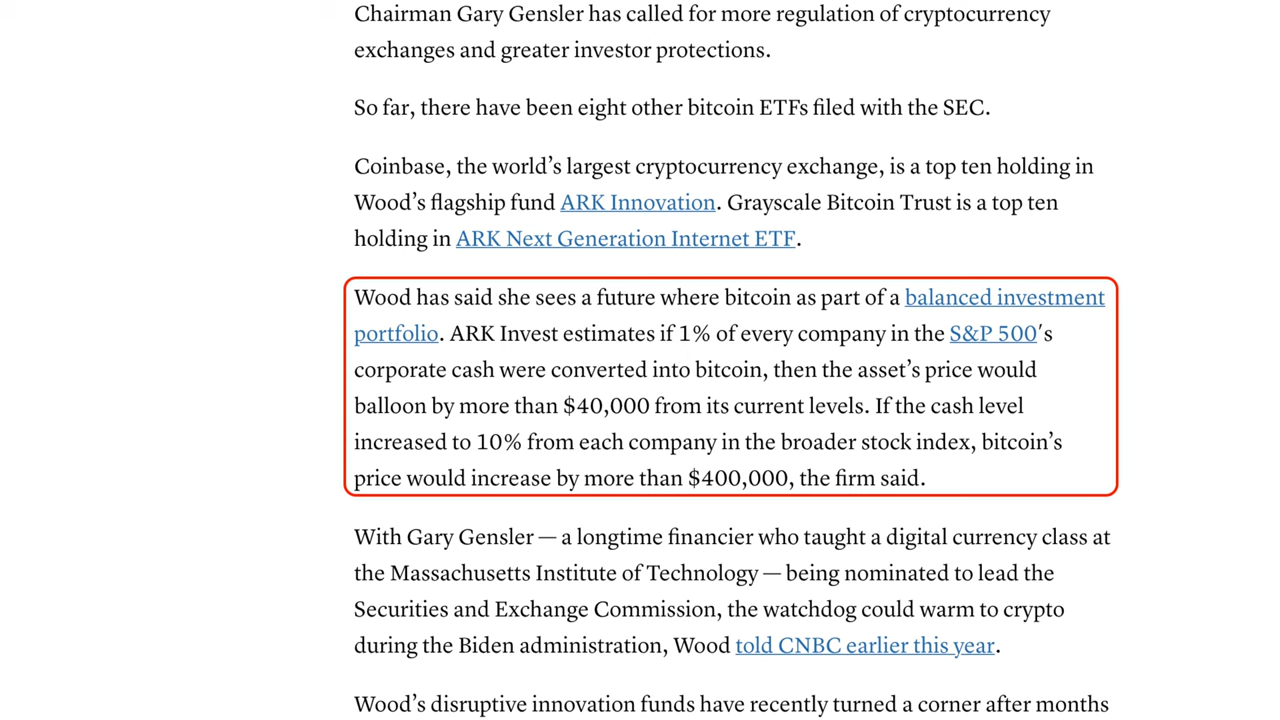 Chairman Gary Gensler has called for more regulation of cryptocurrency
exchanges and greater investor protections.
So far, there have been eight other bitcoin ETFs filed with the SEC.
Coinbase, the world’s largest cryptocurrency exchange, is a top ten holding in
Wood’s flagship fund ARK Innovation. Grayscale Bitcoin Trust is a top ten
holding in ARK Next Generation Internet ETF.
Wood has said she sees a future where bitcoin as part of a balanced investment
portfolio. ARK Invest estimates if 1% of every company in the S&P 500′s
corporate cash were converted into bitcoin, then the asset’s price would
balloon by more than $40,000 from its current levels. If the cash level
increased to 10% from each company in the broader stock index, bitcoin’s
price would increase by more than $400,000, the firm said.
With Gary Gensler — a longtime financier who taught a digital currency class at
the Massachusetts Institute of Technology — being nominated to lead the
Securities and Exchange Commission, the watchdog could warm to crypto
during the Biden administration, Wood told CNBC earlier this year.
Wood’s disruptive innovation funds have recently turned a corner after months